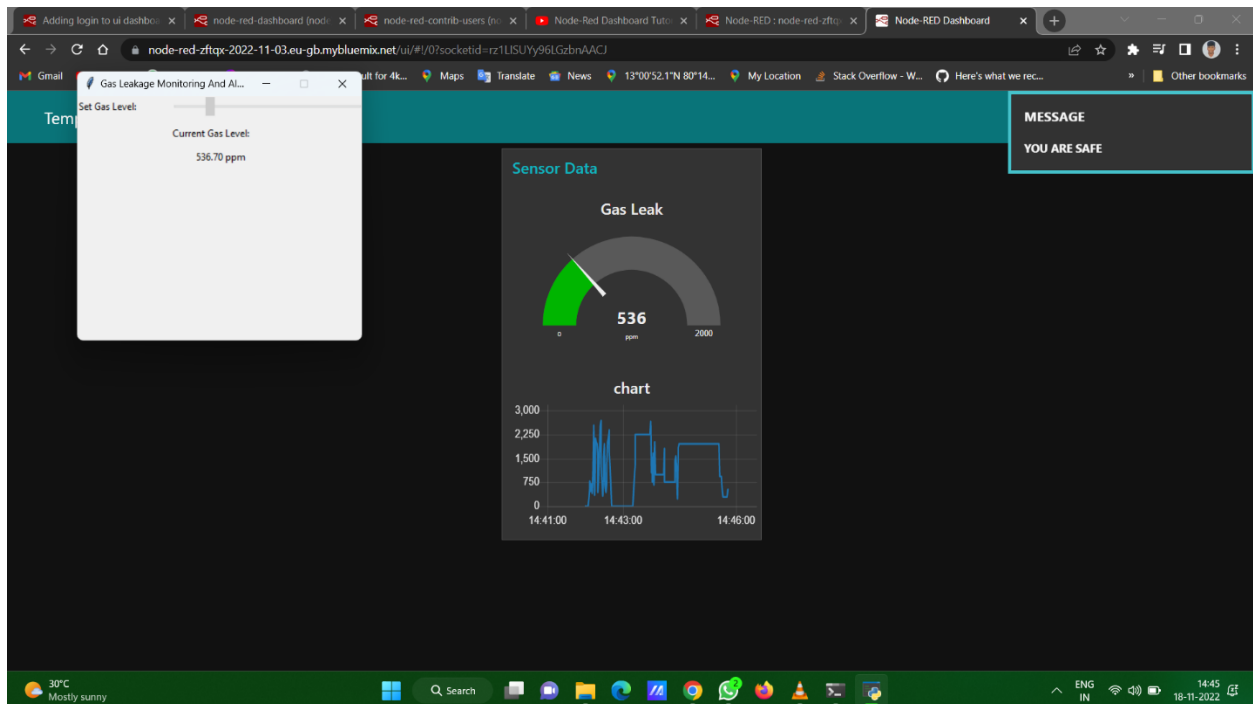 Adding login to ui dashboa
node-red-dashboard (node
node-red-contrib-users (no
Node-Red Dashboard Tuto
Node-RED : node-red-zftq
Node-RED Dashboard
node-red-zftqx-2022-11-03.eu-gb.mybluemix.net/ui/#!/0?socketid=rz1LISUYy96LGzbnAACJ
Gmail
ult for 4k...
Maps
Translate
News
13°00'52.1"N 80°14...
My Location
Stack Overflow - W...
Here's what we rec...
»
Other bookmarks
Gas Leakage Monitoring And Al...
Set Gas Level:
Current Gas Level:
536.70 ppm
Temp
MESSAGE
YOU ARE SAFE
Sensor Data
Gas Leak
536
ppm
0
2000
chart
3,000
2,250
1,500
750
0
14:41:00
14:43:00
14:46:00
30°C
Mostly sunny
Search
2
ENG
IN
14:45
18-11-2022